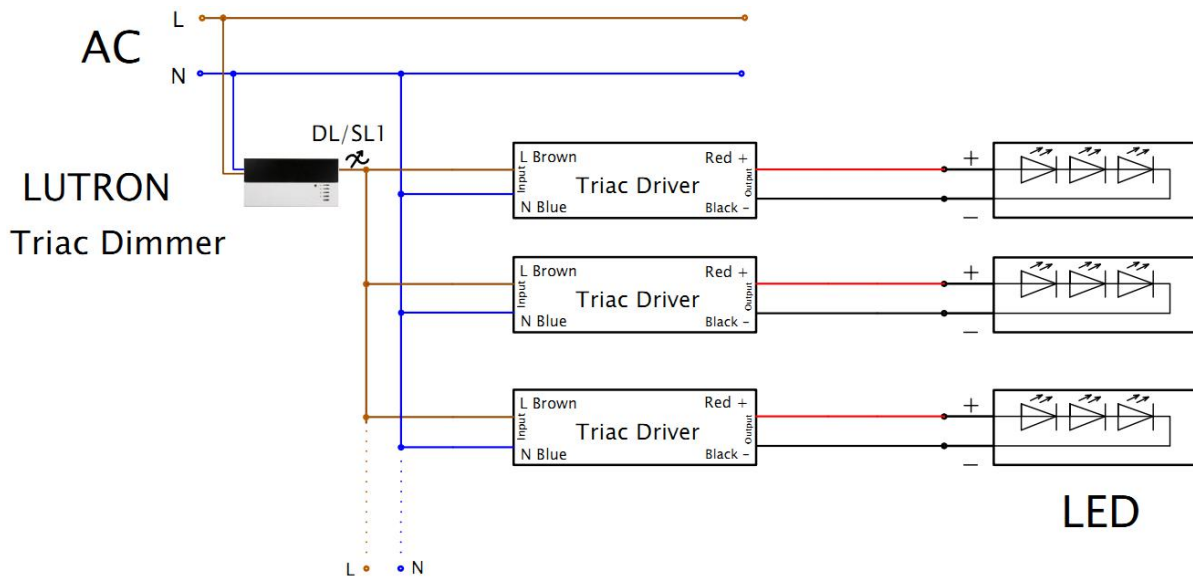 L
AC
N
DL/SL1
LUTRON
Triac Dimmer
L Brown
Red +
Input
Triac Driver
Output
N Blue
Black -
+
-
L Brown
Red +
Input
Triac Driver
Output
N Blue
Black -
+
-
L Brown
Red +
Input
Triac Driver
Output
N Blue
Black -
+
-
LED
L
N